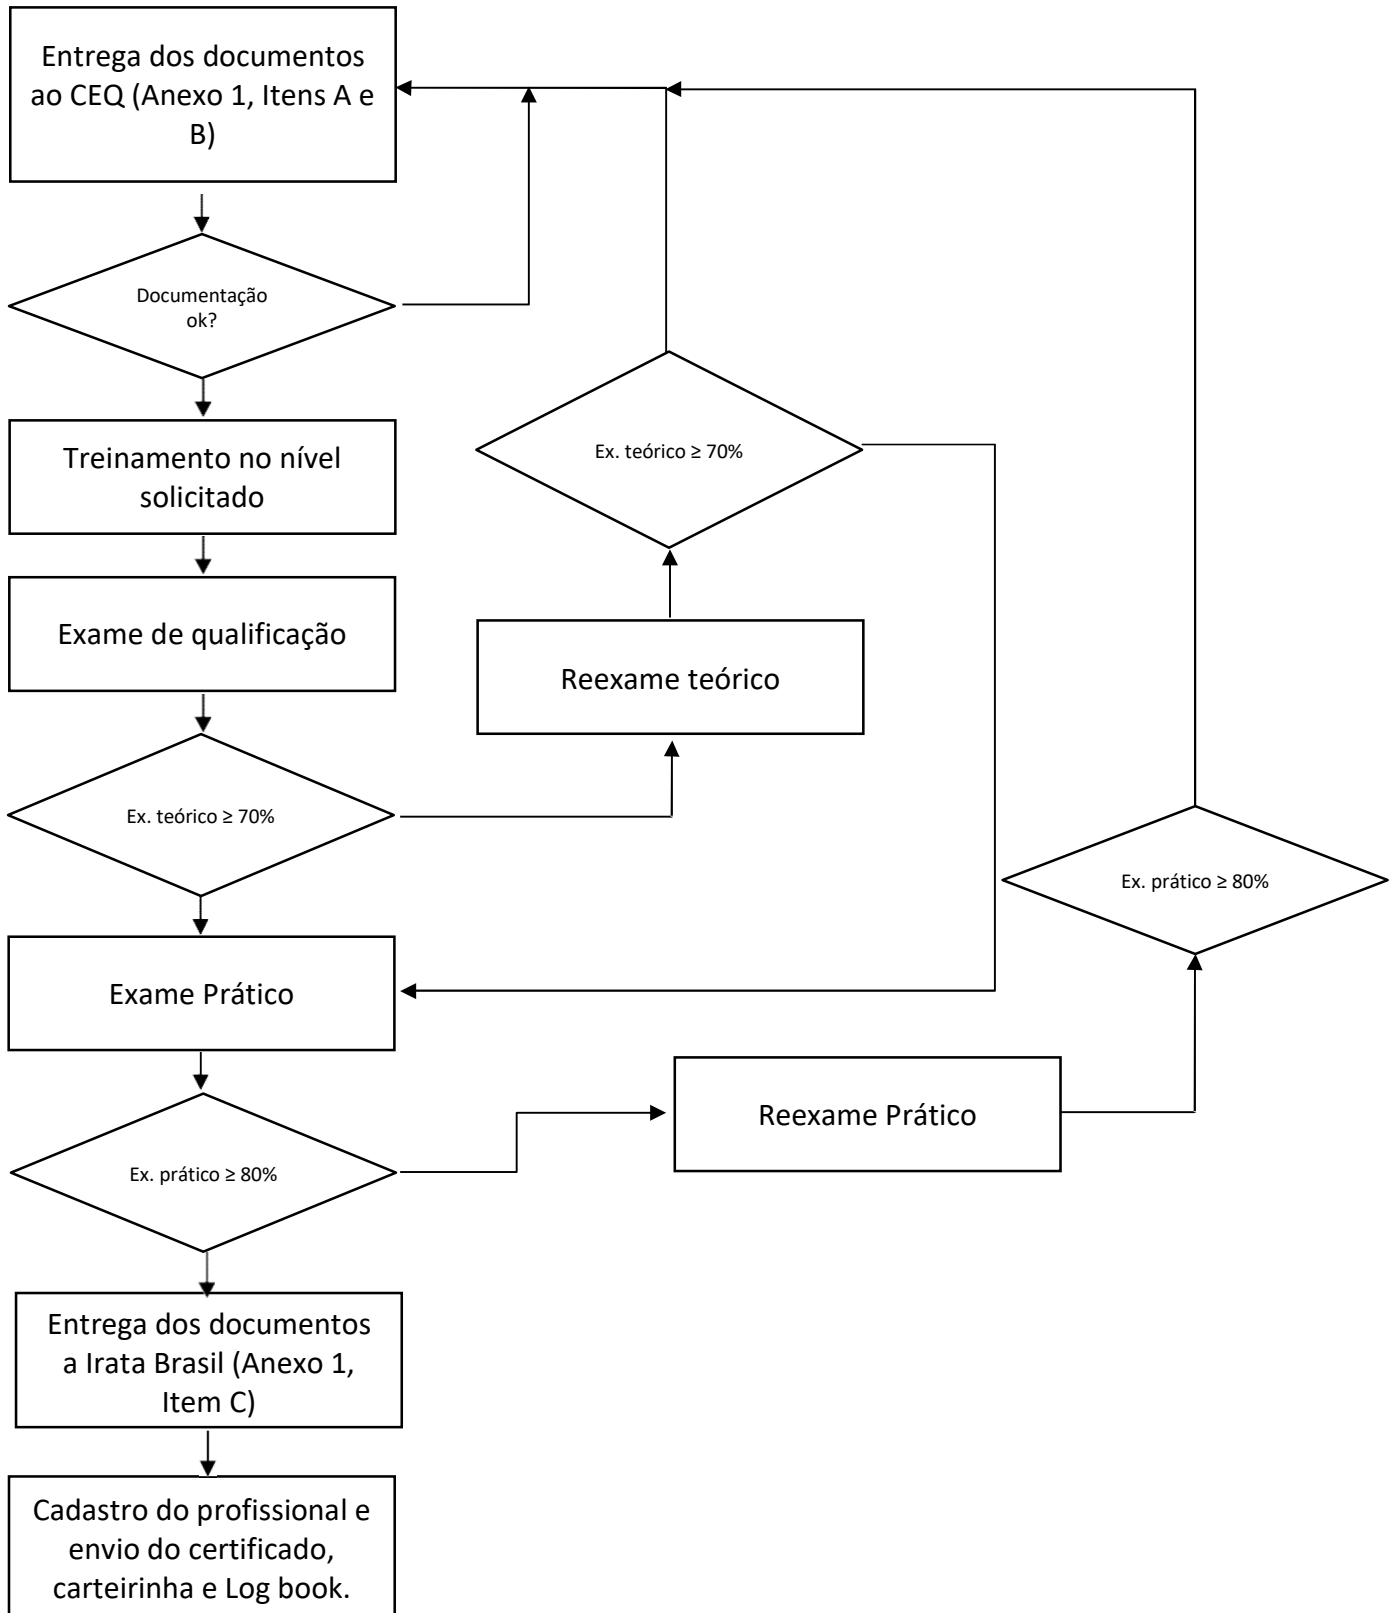 Entrega dos documentos
ao CEQ (Anexo 1, Itens A e
B)
Documentação
ok?
Treinamento no nível
solicitado
Exame de qualificação
Ex. teórico ≥ 70%
Exame Prático
Ex. prático ≥ 80%
Entrega dos documentos
a Irata Brasil (Anexo 1,
Item C)
Cadastro do profissional e
envio do certificado,
carteirinha e Log book.
Ex. teórico ≥ 70%
Reexame teórico
Reexame Prático
Ex. prático ≥ 80%